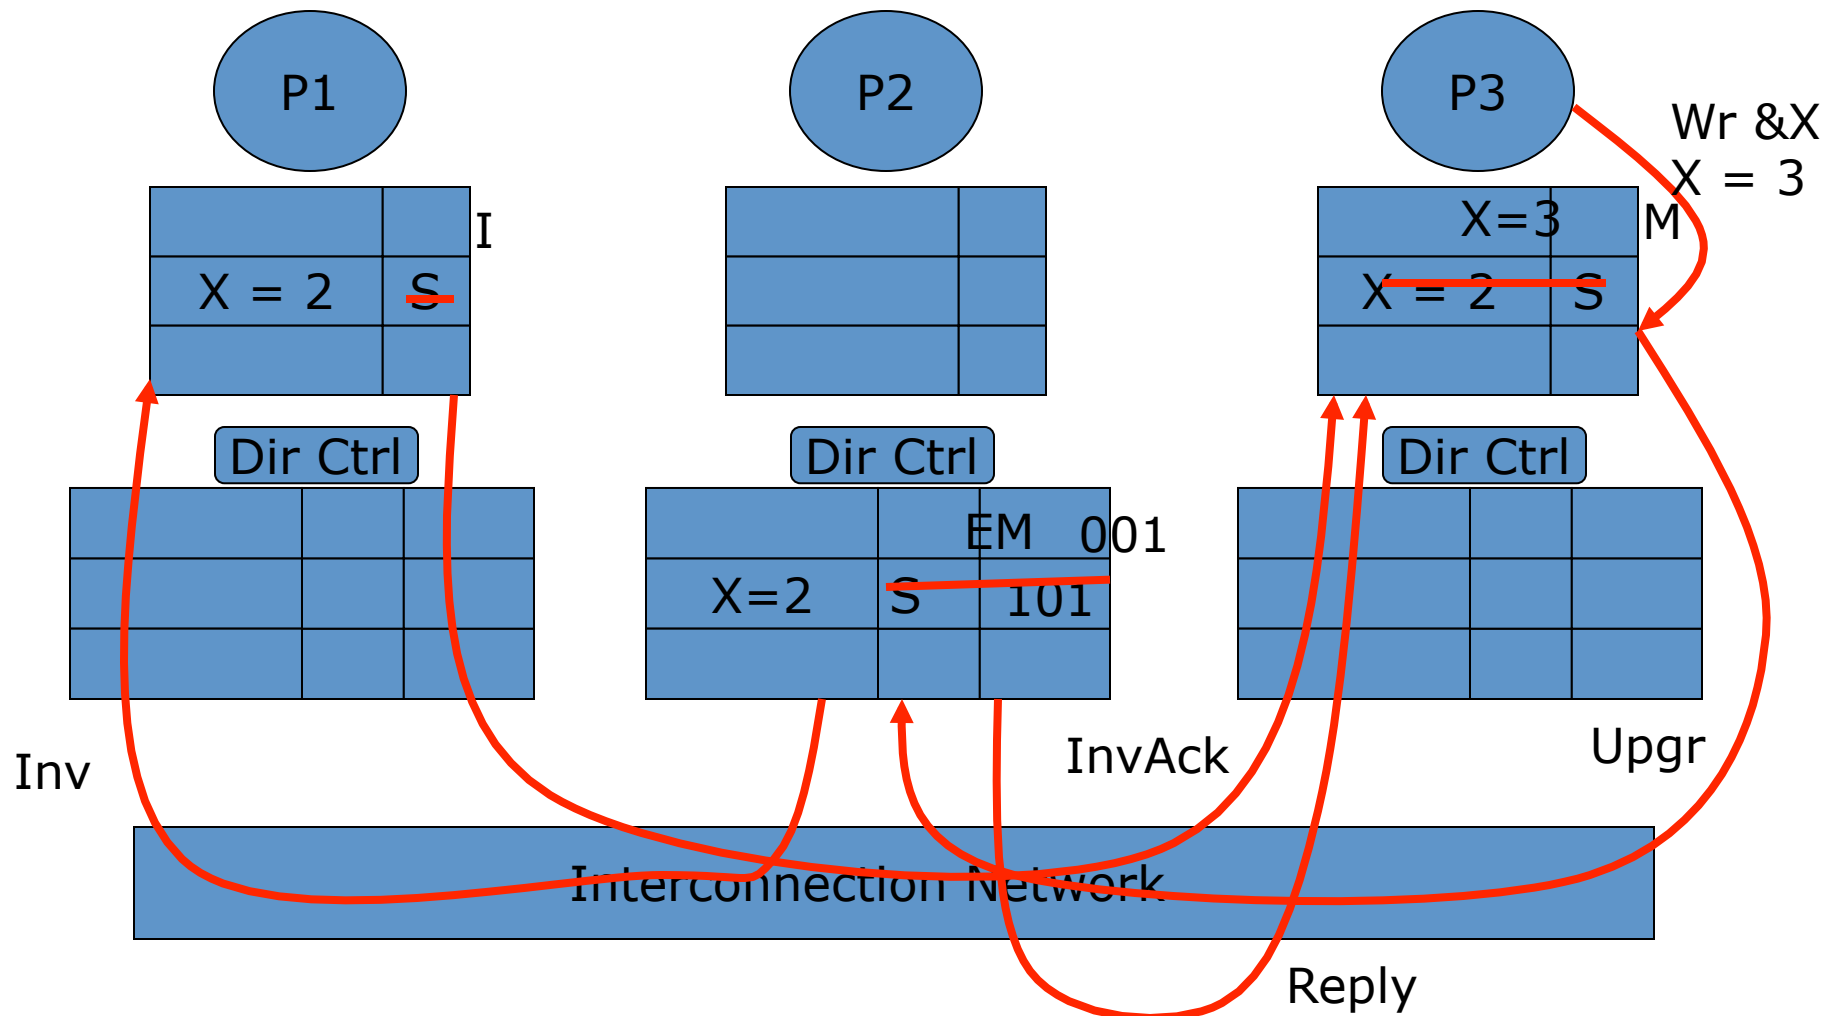 P1
P2
P3
Wr &X
X = 3
I
X=3
M
X = 2
S
X = 2
S
Dir Ctrl
Dir Ctrl
Dir Ctrl
EM
001
X=2
S
101
Inv
InvAck
Upgr
Interconnection Network
Reply